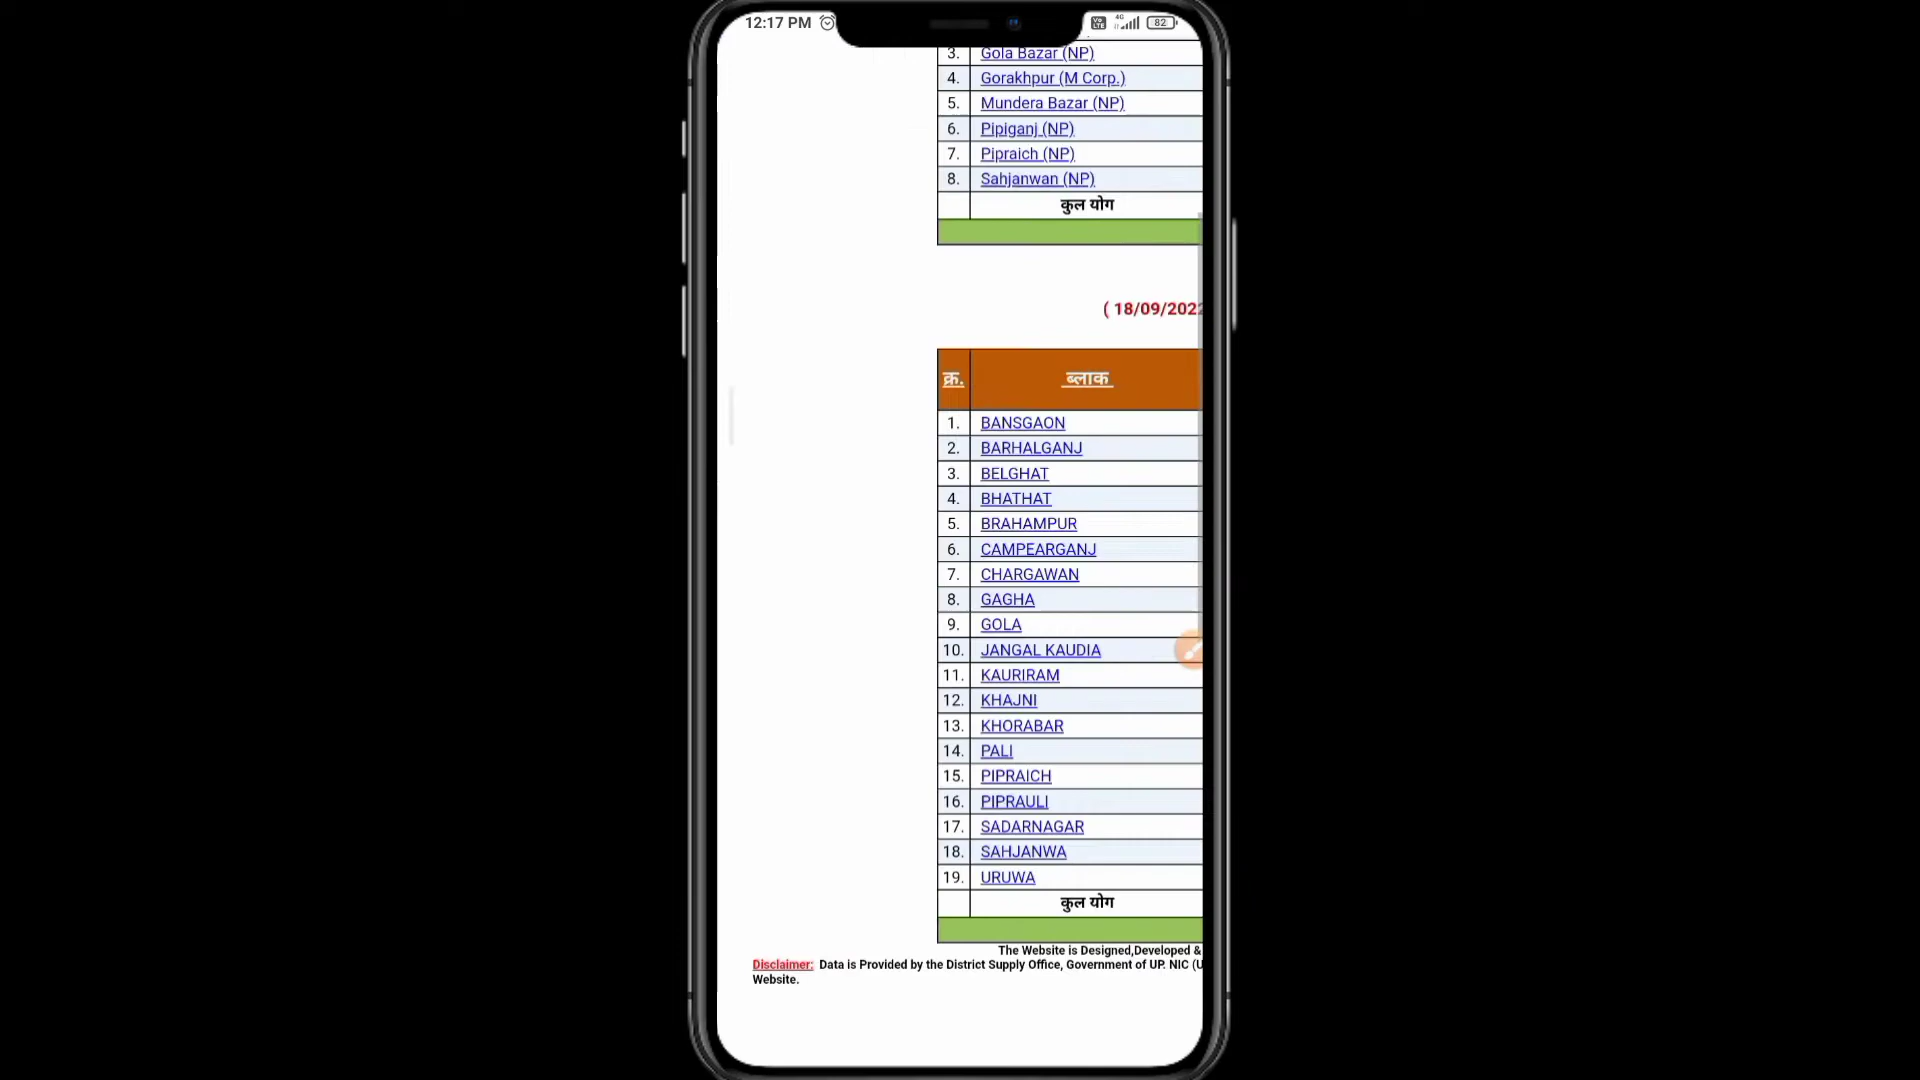 12:17 PM
Vo LTE 4G 82
3. Gola Bazar (NP)
4. Gorakhpur (M Corp.)
5. Mundera Bazar (NP)
6. Pipiganj (NP)
7. Pipraich (NP)
8. Sahjanwan (NP)
कुल योग
( 18/09/2022
क्र. ब्लाक
1. BANSGAON
2. BARHALGANJ
3. BELGHAT
4. BHATHAT
5. BRAHAMPUR
6. CAMPEARGANJ
7. CHARGAWAN
8. GAGHA
9. GOLA
10. JANGAL KAUDIA
11. KAURIRAM
12. KHAJNI
13. KHORABAR
14. PALI
15. PIPRAICH
16. PIPRAULI
17. SADARNAGAR
18. SAHJANWA
19. URUWA
कुल योग
The Website is Designed,Developed &
Disclaimer: Data is Provided by the District Supply Office, Government of UP. NIC (U
Website.